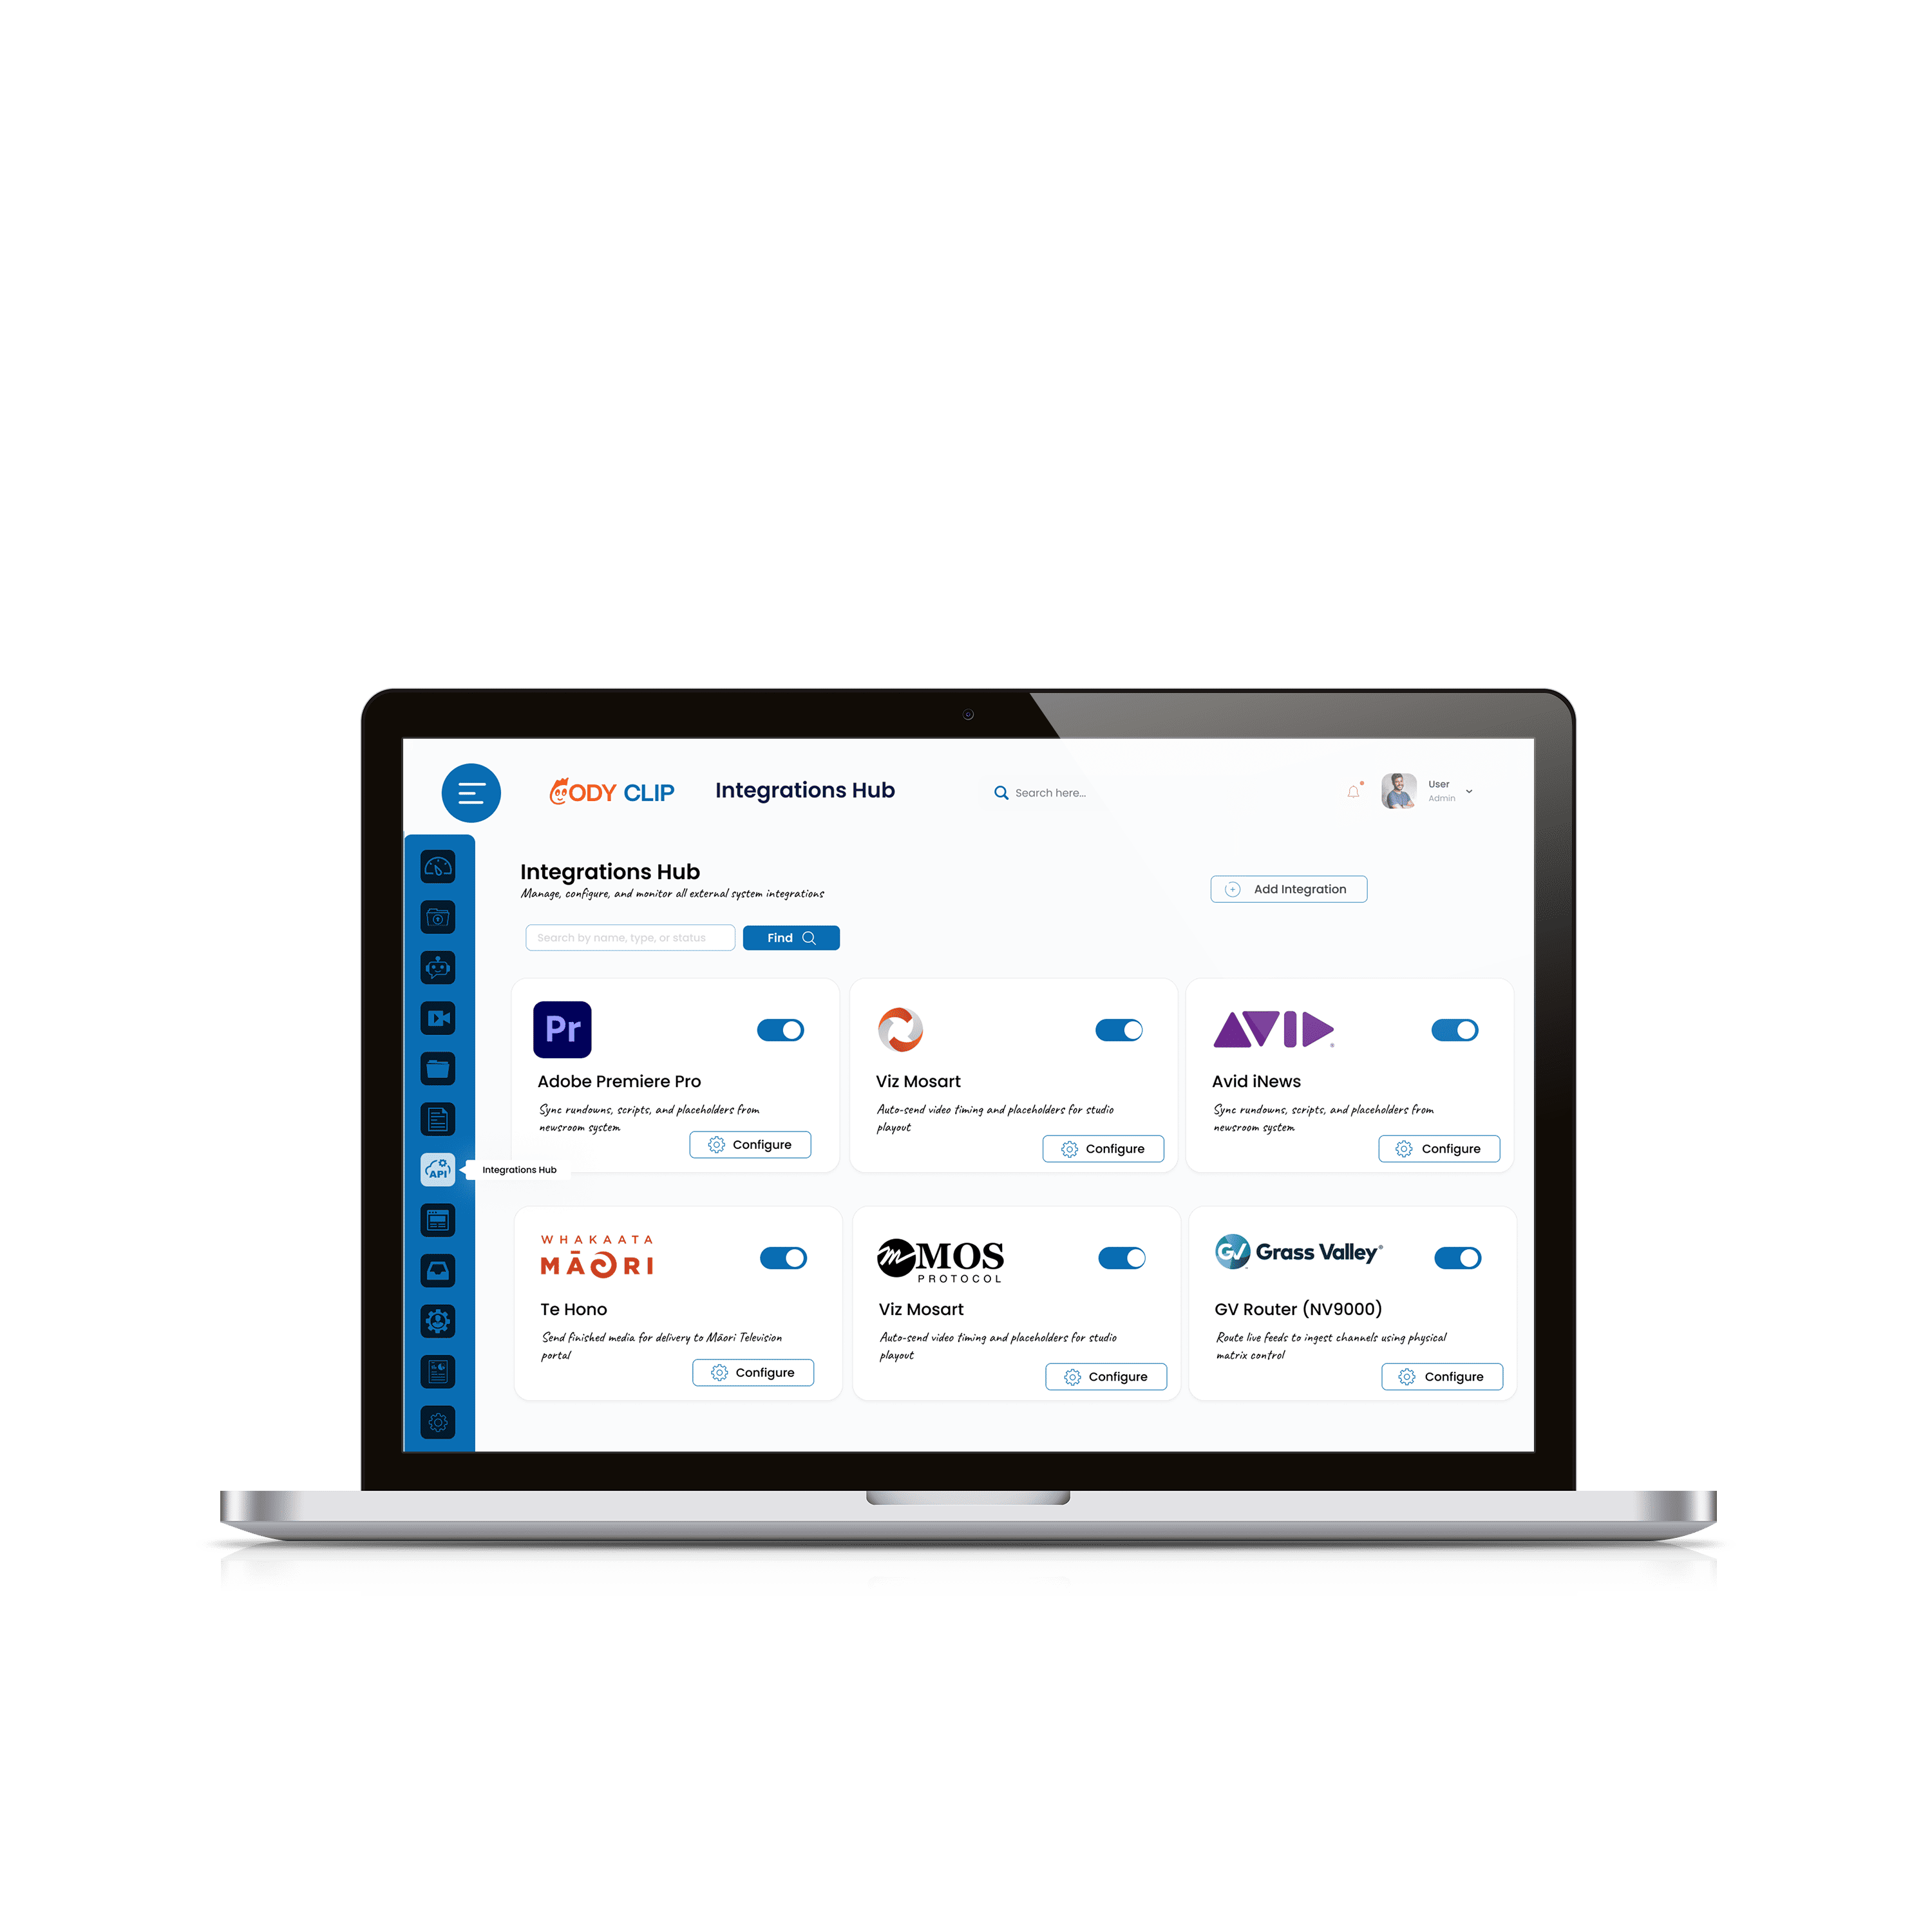 CODY CLIP
Integrations Hub
Search here...
User
Admin
Integrations Hub
Manage, configure, and monitor all external system integrations
Add Integration
Search by name, type, or status
Find
Pr
Adobe Premiere Pro
Sync rundowns, scripts, and placeholders from
newsroom system
Configure
Viz Mosart
Auto-send video timing and placeholders for studio
playout
Configure
AVID
Avid iNews
Sync rundowns, scripts, and placeholders from
newsroom system
Configure
API
Integrations Hub
WHAKAATA
MĀORI
Te Hono
Send finished media for delivery to Māori Television
portal
Configure
m MOS
PROTOCOL
Viz Mosart
Auto-send video timing and placeholders for studio
playout
Configure
GV Grass Valley®
GV Router (NV9000)
Route live feeds to ingest channels using physical
matrix control
Configure